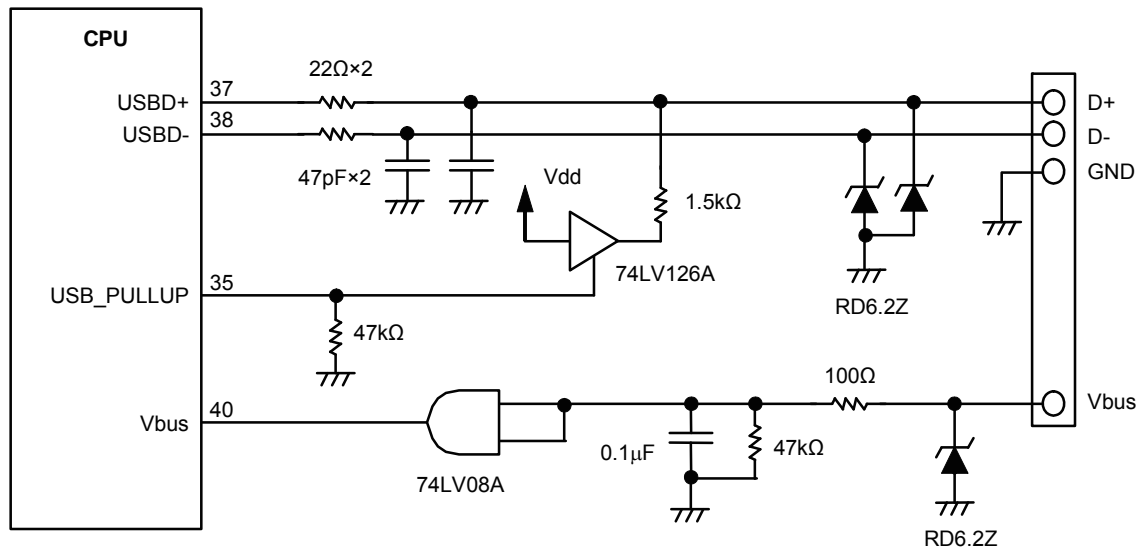 CPU
22Ω×2
USBD+
37
D+
USBD-
38
D-
47pF×2
Vdd
GND
1.5kΩ
74LV126A
USB_PULLUP
35
RD6.2Z
47kΩ
100Ω
Vbus
40
Vbus
0.1μF
47kΩ
74LV08A
RD6.2Z